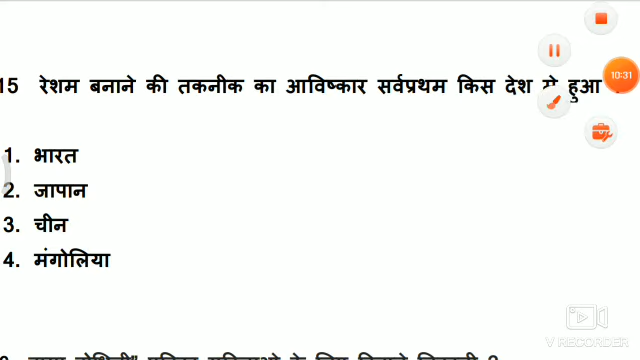 15 रेशम बनाने की तकनीक का आविष्कार सर्वप्रथम किस देश मे हुआ
10:31
1. भारत
2. जापान
3. चीन
4. मंगोलिया
V RECORDER